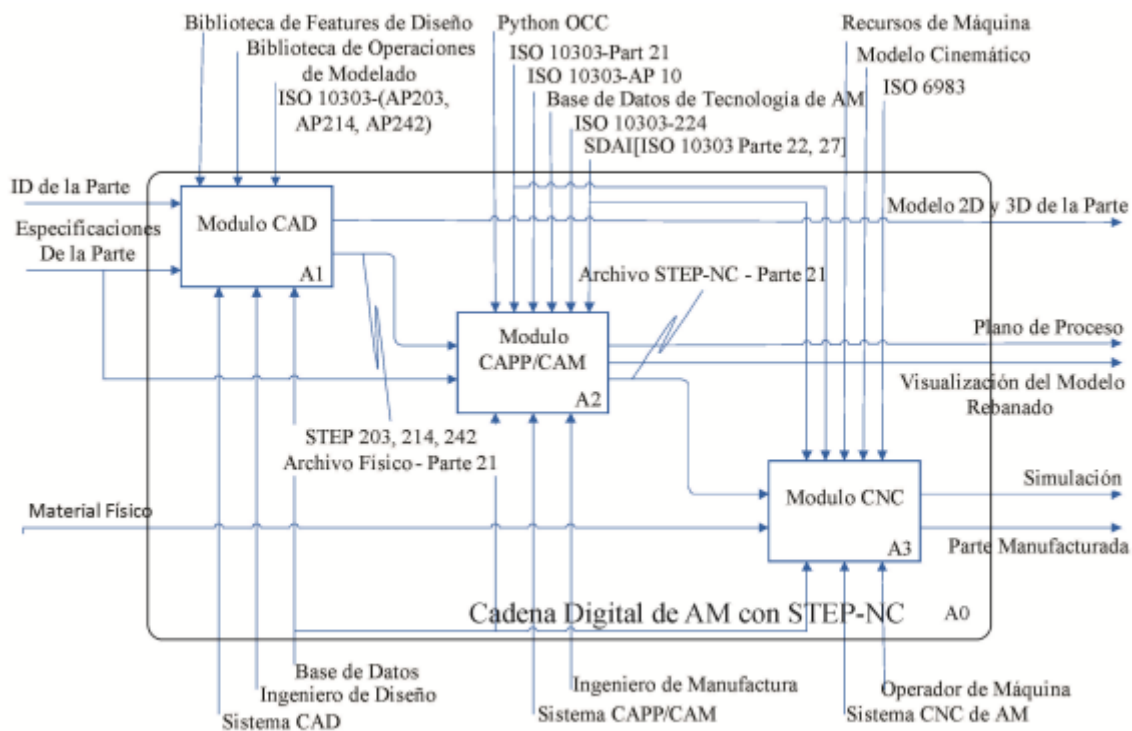 Biblioteca de Features de Diseño
Biblioteca de Operaciones
de Modelado
ISO 10303-(AP203,
AP214, AP242)
Python OCC
ISO 10303-Part 21
ISO 10303-AP 10
Base de Datos de Tecnología de AM
ISO 10303-224
SDAI[ISO 10303 Parte 22, 27]
Recursos de Máquina
Modelo Cinemático
ISO 6983
ID de la Parte
Especificaciones
De la Parte
Modulo CAD
A1
Modelo 2D y 3D de la Parte
Archivo STEP-NC - Parte 21
Modulo
CAPP/CAM
A2
Plano de Proceso
Visualización del Modelo
Rebanado
STEP 203, 214, 242
Archivo Físico - Parte 21
Material Físico
Modulo CNC
A3
Simulación
Parte Manufacturada
Cadena Digital de AM con STEP-NC
A0
Base de Datos
Ingeniero de Diseño
Sistema CAD
Ingeniero de Manufactura
Sistema CAPP/CAM
Operador de Máquina
Sistema CNC de AM